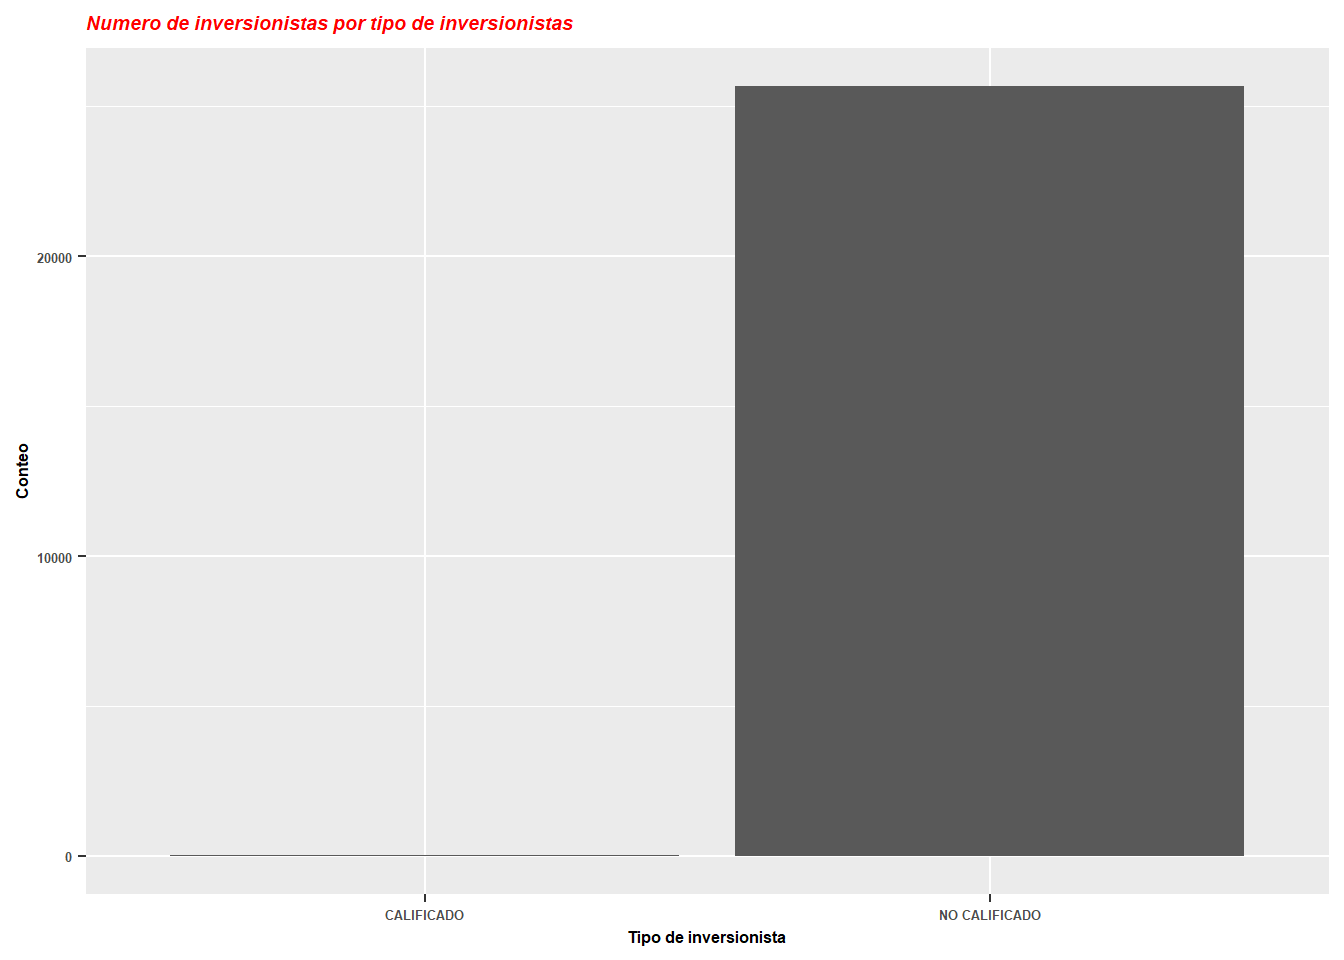 Numero de inversionistas por tipo de inversionistas
20000
10000
0
Conteo
CALIFICADO
NO CALIFICADO
Tipo de inversionista